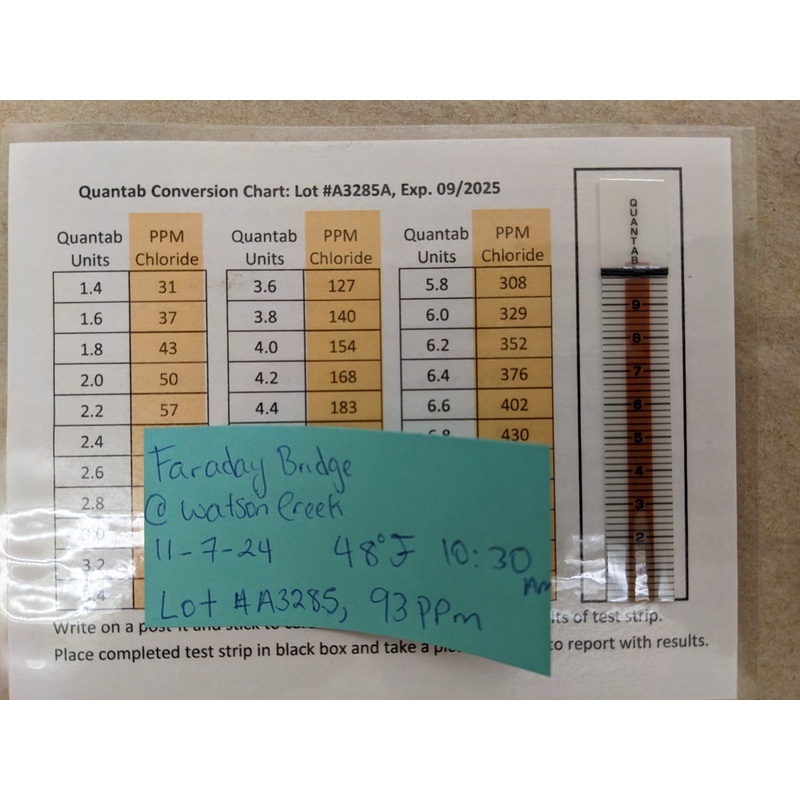 Quantab Conversion Chart: Lot #A3285A, Exp. 09/2025
Quantab Units PPM Chloride
1.4 31
1.6 37
1.8 43
2.0 50
2.2 57
2.4
2.6
2.8
3.2
Quantab Units PPM Chloride
3.6 127
3.8 140
4.0 154
4.2 168
4.4 183
Quantab Units PPM Chloride
5.8 308
6.0 329
6.2 352
6.4 376
6.6 402
430
QUANTAB
9
8
7
6
5
4
3
2
Faraday Bridge
@ Watson Creek
11-7-24 48°F 10:30 Am
Lot #A3285, 93 ppm
Write on a post it and stick to of test strip.
Place completed test strip in black box and take a to report with results.